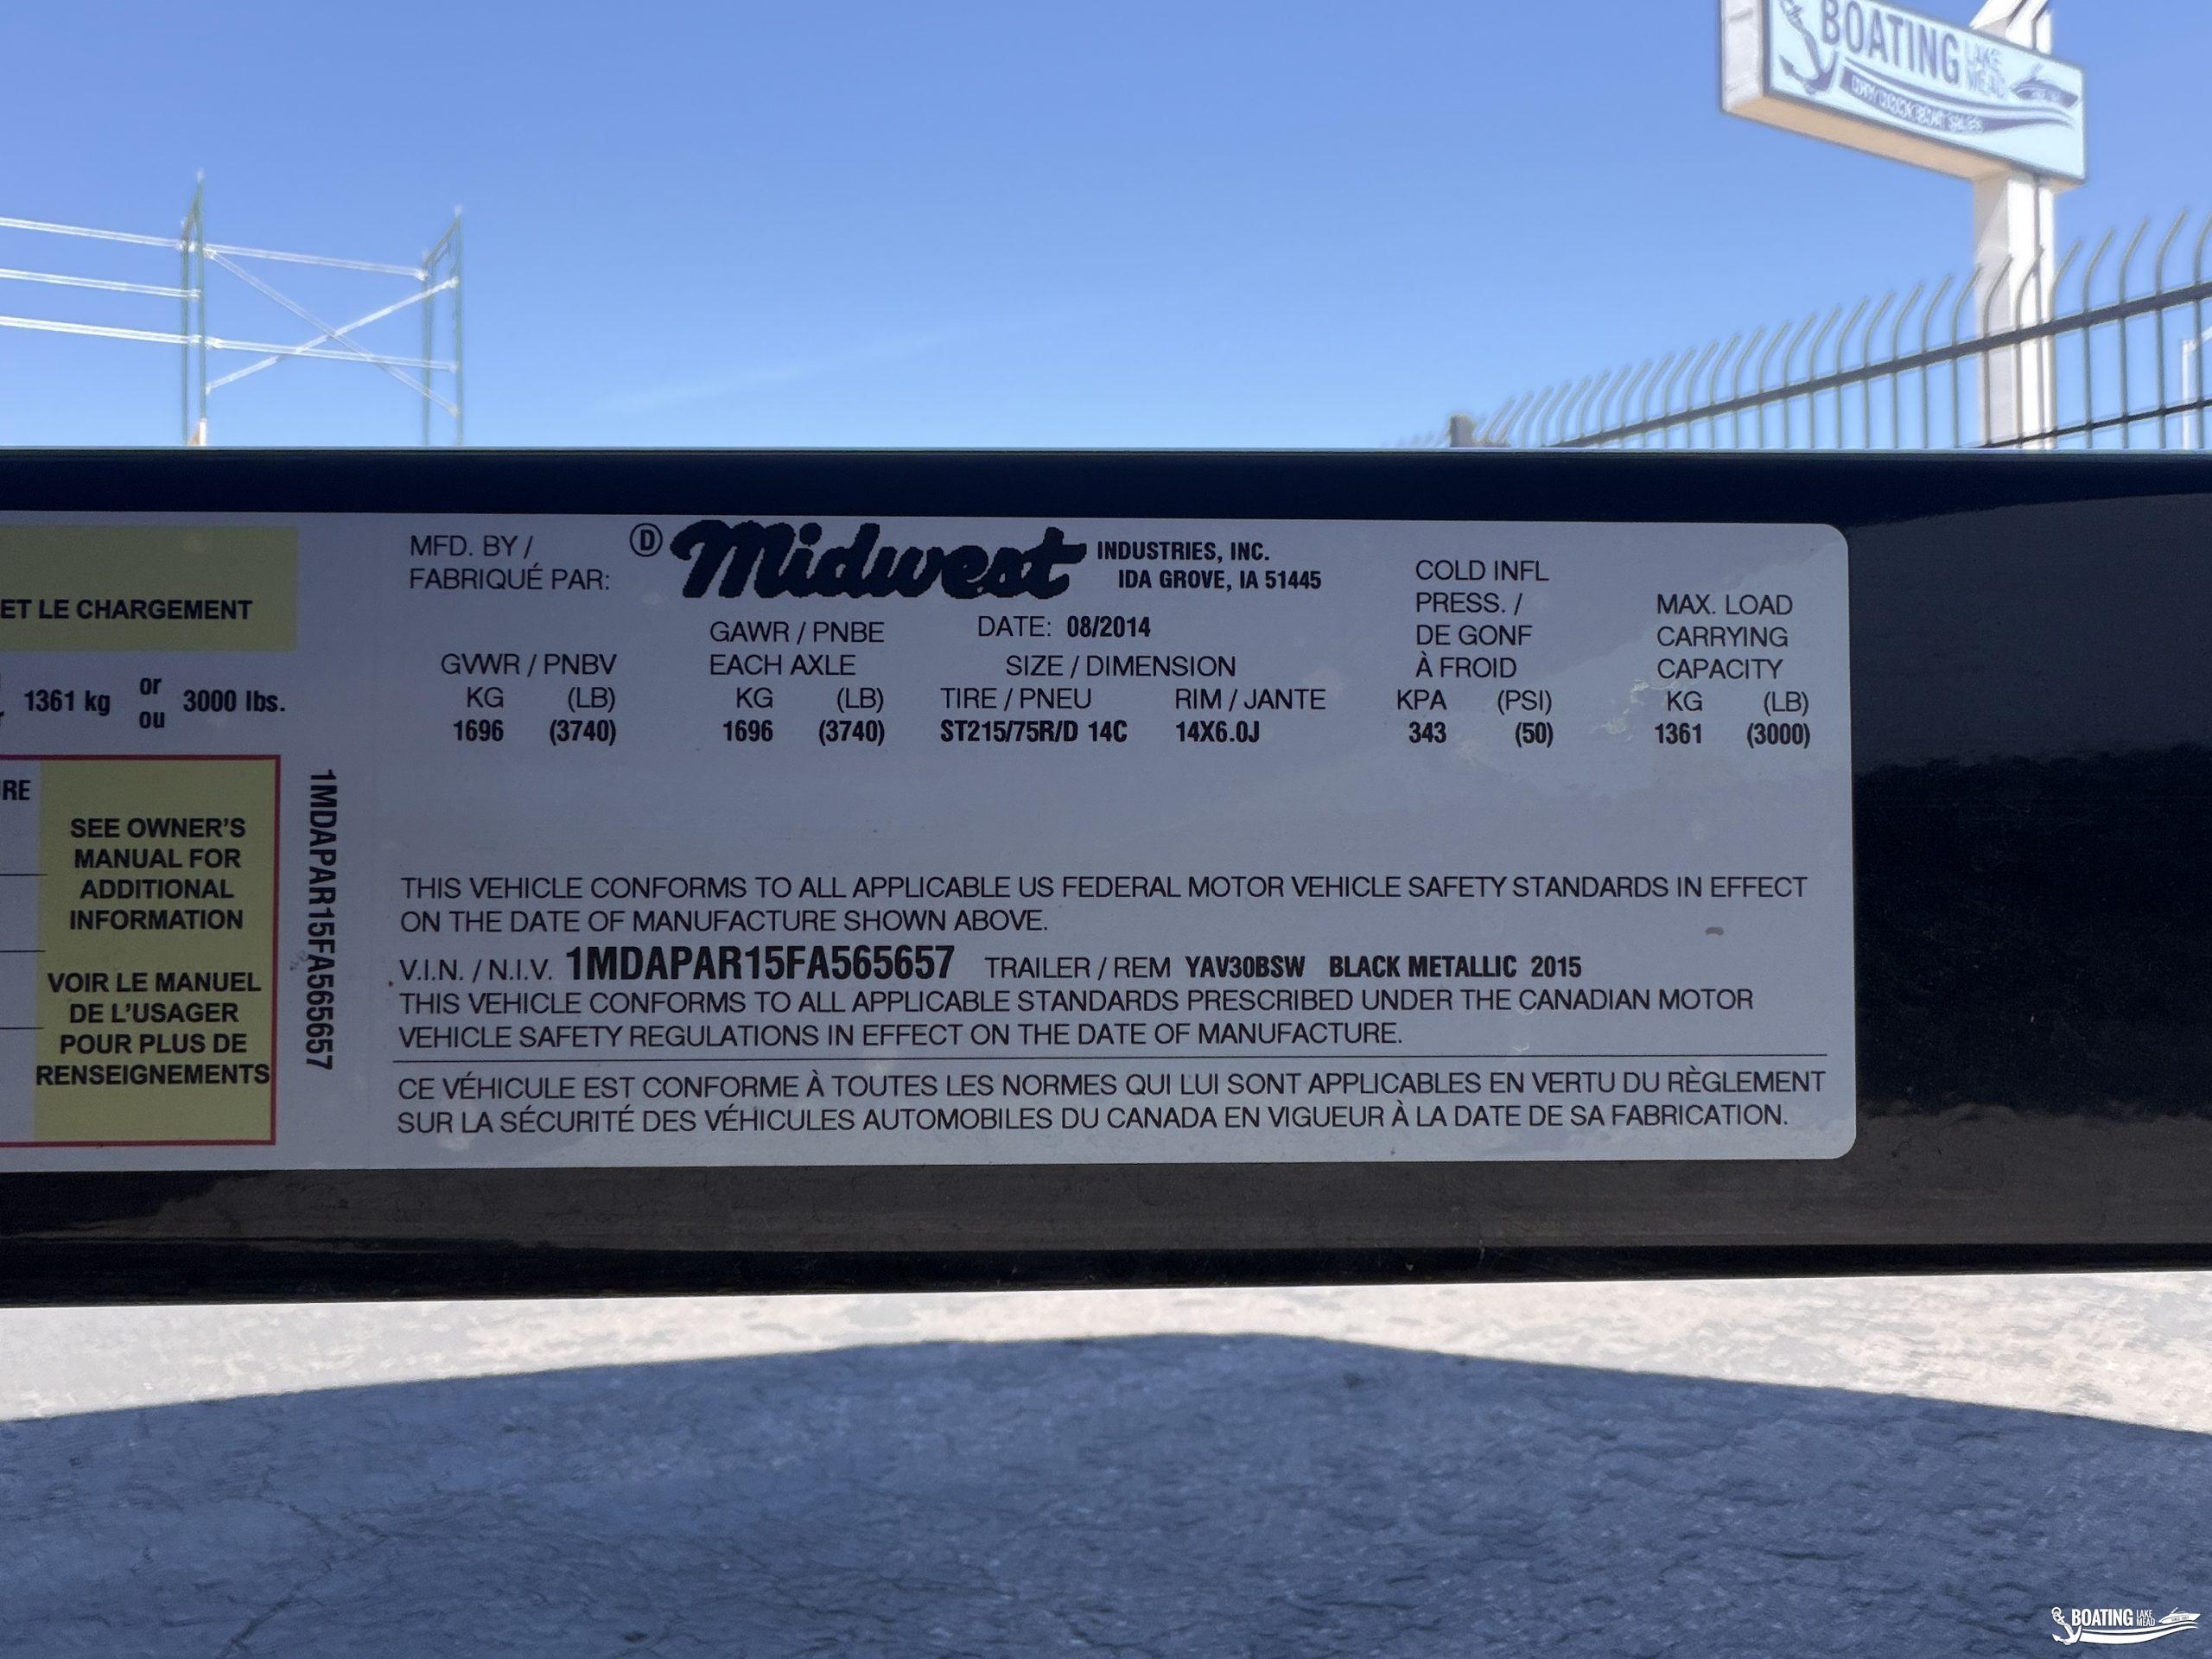 BOATING LAKE MEAD
DRY DOCK BOAT SALES
ET LE CHARGEMENT
1361 kg or ou 3000 lbs.
RE
SEE OWNER'S
MANUAL FOR
ADDITIONAL
INFORMATION
VOIR LE MANUEL
DE L'USAGER
POUR PLUS DE
RENSEIGNEMENTS
1MDAPAR15FA565657
MFD. BY /
FABRIQUÉ PAR:
D Midwest INDUSTRIES, INC.
IDA GROVE, IA 51445
DATE: 08/2014
GVWR / PNBV
KG (LB)
1696 (3740)
GAWR / PNBE
EACH AXLE
KG (LB)
1696 (3740)
SIZE / DIMENSION
TIRE / PNEU RIM / JANTE
ST215/75R/D 14C 14X6.0J
COLD INFL
PRESS. /
DE GONF
À FROID
KPA (PSI)
343 (50)
MAX. LOAD
CARRYING
CAPACITY
KG (LB)
1361 (3000)
THIS VEHICLE CONFORMS TO ALL APPLICABLE US FEDERAL MOTOR VEHICLE SAFETY STANDARDS IN EFFECT
ON THE DATE OF MANUFACTURE SHOWN ABOVE.
V.I.N. / N.I.V. 1MDAPAR15FA565657 TRAILER / REM YAV30BSW BLACK METALLIC 2015
THIS VEHICLE CONFORMS TO ALL APPLICABLE STANDARDS PRESCRIBED UNDER THE CANADIAN MOTOR
VEHICLE SAFETY REGULATIONS IN EFFECT ON THE DATE OF MANUFACTURE.
CE VÉHICULE EST CONFORME À TOUTES LES NORMES QUI LUI SONT APPLICABLES EN VERTU DU RÈGLEMENT
SUR LA SÉCURITÉ DES VÉHICULES AUTOMOBILES DU CANADA EN VIGUEUR À LA DATE DE SA FABRICATION.
BOATING LAKE MEAD